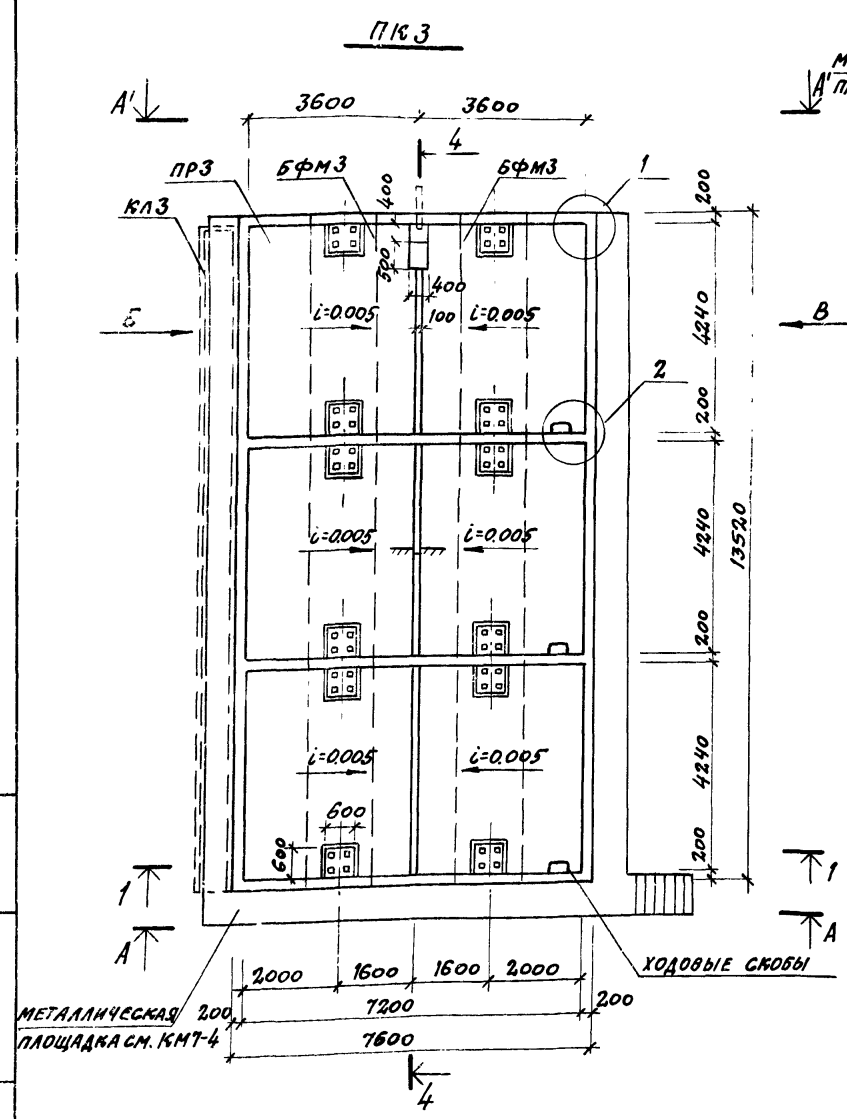 ПК3
А'
3600
3600
А'
М
П
4
ПР3
БФМ3
БФМ3
1
КЛ3
400
200
500
400
Б
i=0.005
100
i=0.005
4240
В
2
200
i=0.005
i=0.005
4240
13520
200
i=0.005
i=0.005
4240
600
600
200
1
1
А
А
2000
1600
1600
2000
ХОДОВЫЕ СКОБЫ
МЕТАЛЛИЧЕСКАЯ
ПЛОЩАДКА СМ. КМ7-4
200
7200
200
7600
4